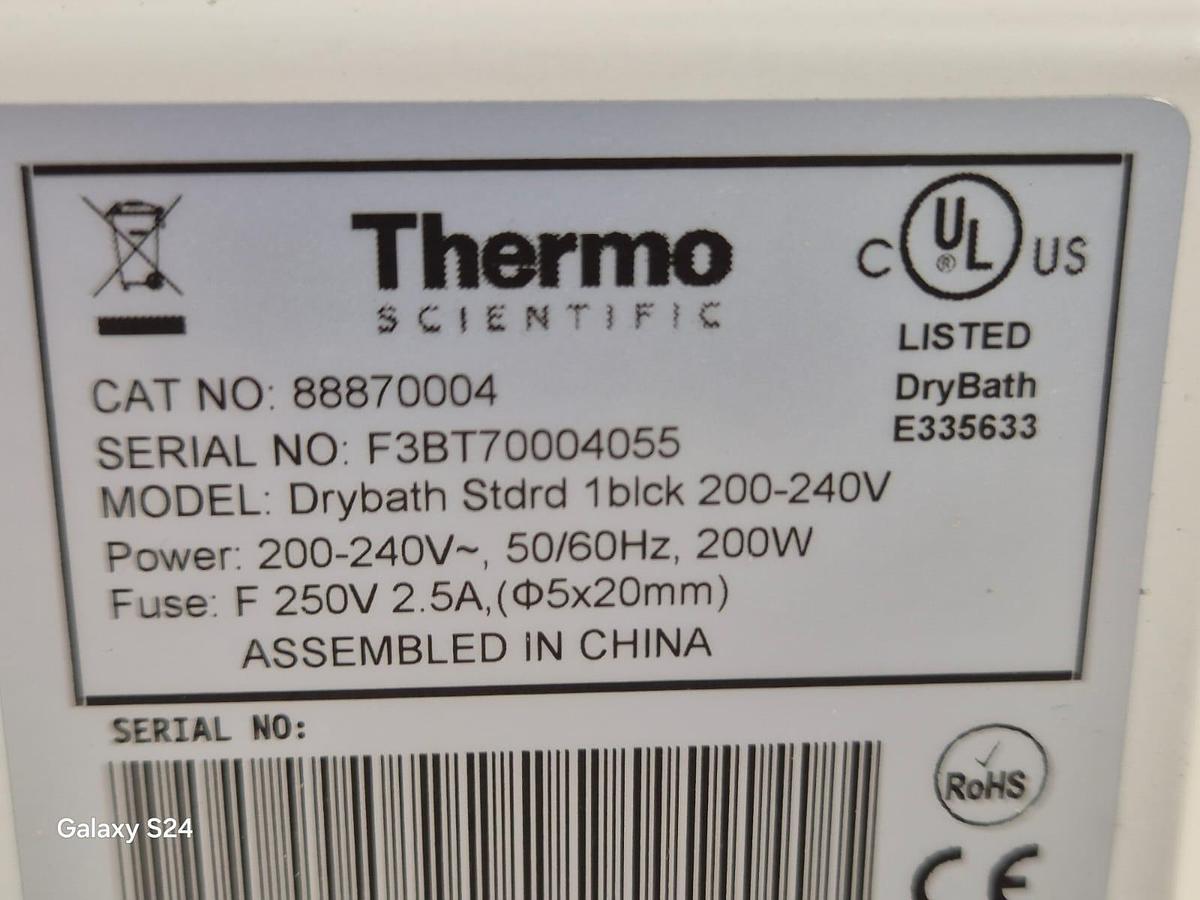 Thermo
SCIENTIFIC
C UL ® US
LISTED
DryBath
E335633
CAT NO: 88870004
SERIAL NO: F3BT70004055
MODEL: Drybath Stdrd 1blck 200-240V
Power: 200-240V~, 50/60Hz, 200W
Fuse: F 250V 2.5A,(Φ5x20mm)
ASSEMBLED IN CHINA
SERIAL NO:
RoHS
CE
Galaxy S24